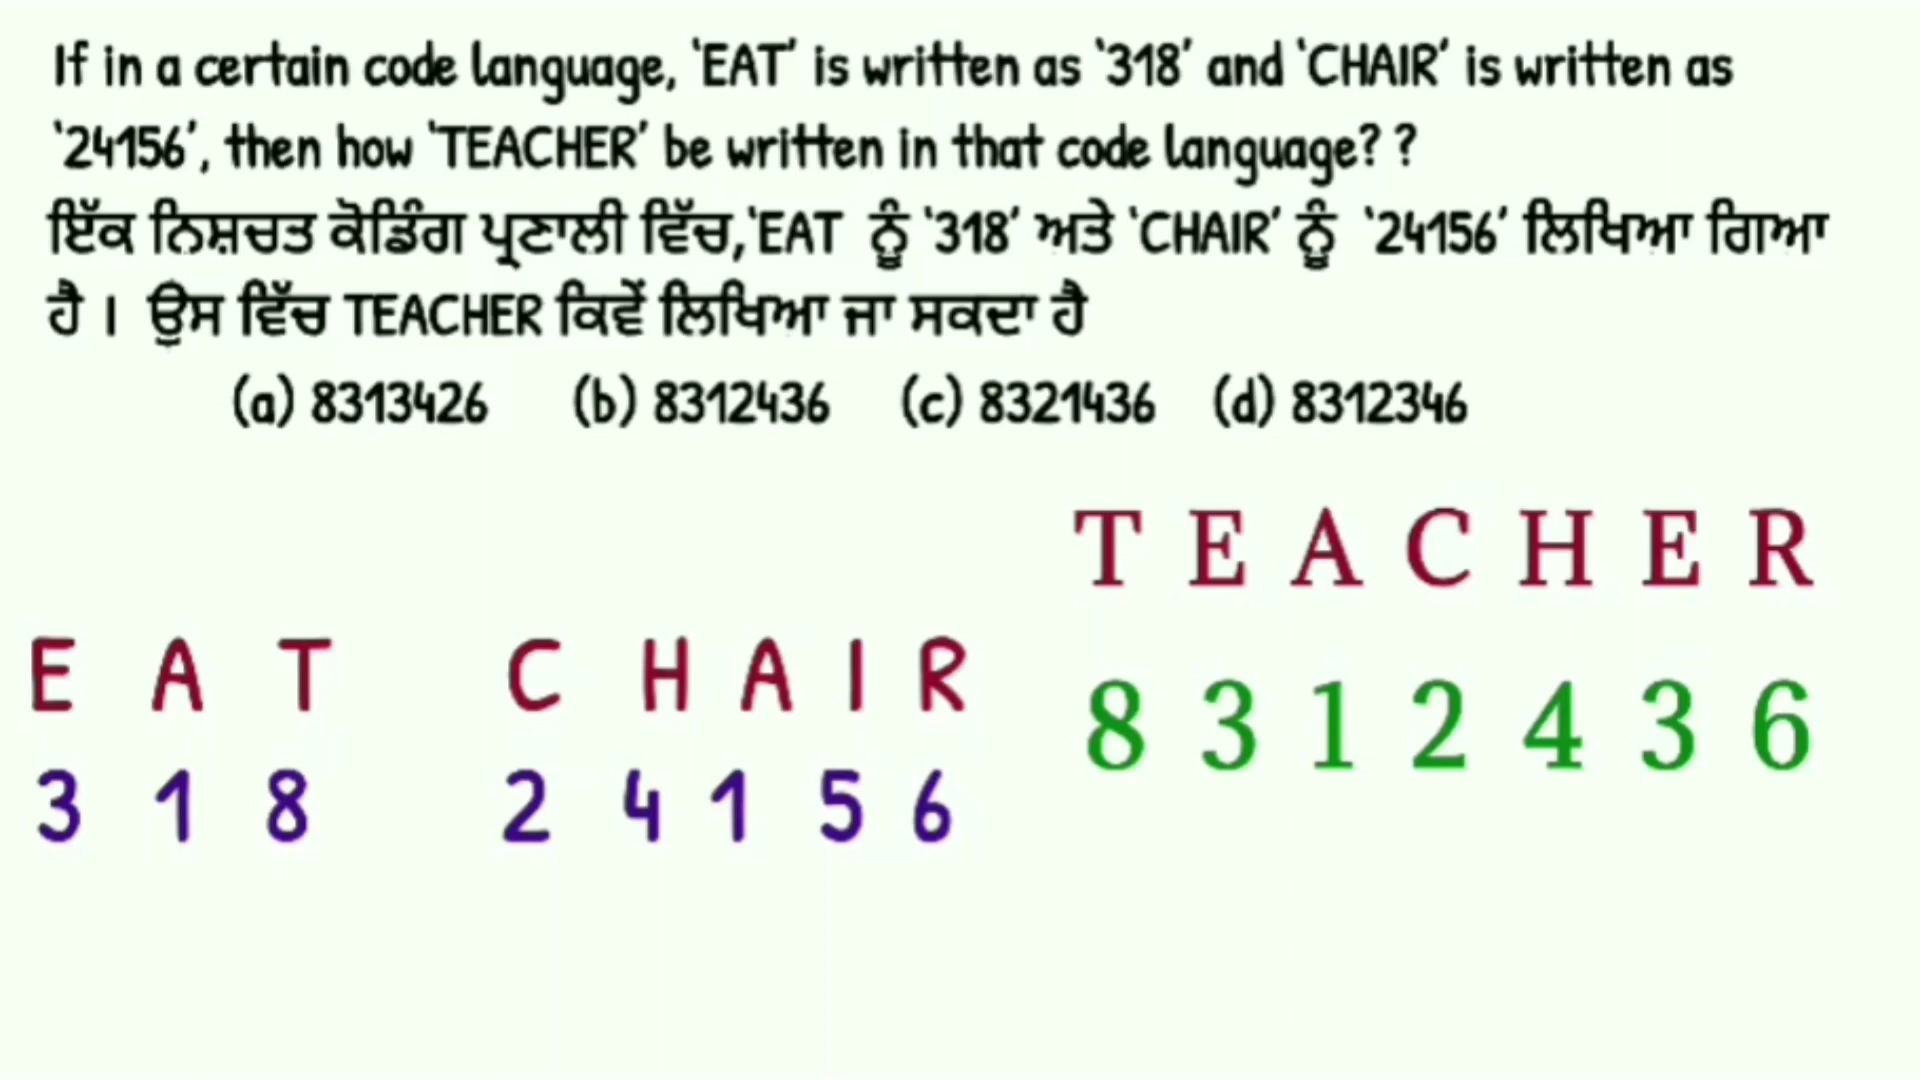 If in a certain code language, ‘EAT’ is written as ‘318’ and ‘CHAIR’ is written as
‘24156’, then how ‘TEACHER’ be written in that code language? ?
ਇੱਕ ਨਿਸ਼ਚਤ ਕੋਡਿੰਗ ਪ੍ਰਣਾਲੀ ਵਿੱਚ,‘EAT ਨੂੰ ‘318’ ਅਤੇ ‘CHAIR’ ਨੂੰ ‘24156’ ਲਿਖਿਆ ਗਿਆ
ਹੈ। ਉਸ ਵਿੱਚ TEACHER ਕਿਵੇਂ ਲਿਖਿਆ ਜਾ ਸਕਦਾ ਹੈ
(a) 8313426 (b) 8312436 (c) 8321436 (d) 8312346
T E A C H E R
8 3 1 2 4 3 6
E A T C H A I R
3 1 8 2 4 1 5 6